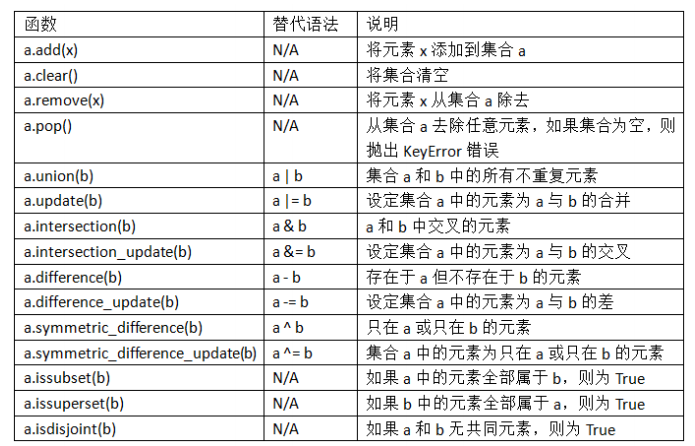 函数 替代语法 说明
a.add(x) N/A 将元素 x 添加到集合 a
a.clear() N/A 将集合清空
a.remove(x) N/A 将元素 x 从集合 a 除去
a.pop() N/A 从集合 a 去除任意元素，如果集合为空，则
抛出 KeyError 错误
a.union(b) a | b 集合 a 和 b 中的所有不重复元素
a.update(b) a |= b 设定集合 a 中的元素为 a 与 b 的合并
a.intersection(b) a & b a 和 b 中交叉的元素
a.intersection_update(b) a &= b 设定集合 a 中的元素为 a 与 b 的交叉
a.difference(b) a - b 存在于 a 但不存在于 b 的元素
a.difference_update(b) a -= b 设定集合 a 中的元素为 a 与 b 的差
a.symmetric_difference(b) a ^ b 只在 a 或只在 b 的元素
a.symmetric_difference_update(b) a ^= b 集合 a 中的元素为只在 a 或只在 b 的元素
a.issubset(b) N/A 如果 a 中的元素全部属于 b，则为 True
a.issuperset(b) N/A 如果 b 中的元素全部属于 a，则为 True
a.isdisjoint(b) N/A 如果 a 和 b 无共同元素，则为 True